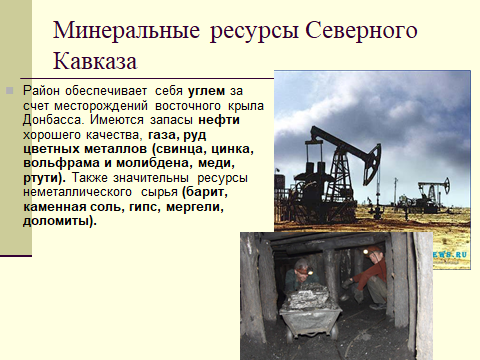 Минеральные ресурсы Северного
Кавказа
Район обеспечивает себя углем за
счет месторождений восточного крыла
Донбасса. Имеются запасы нефти
хорошего качества, газа, руд
цветных металлов (свинца, цинка,
вольфрама и молибдена, меди,
ртути). Также значительны ресурсы
неметаллического сырья (барит,
каменная соль, гипс, мергели,
доломиты).